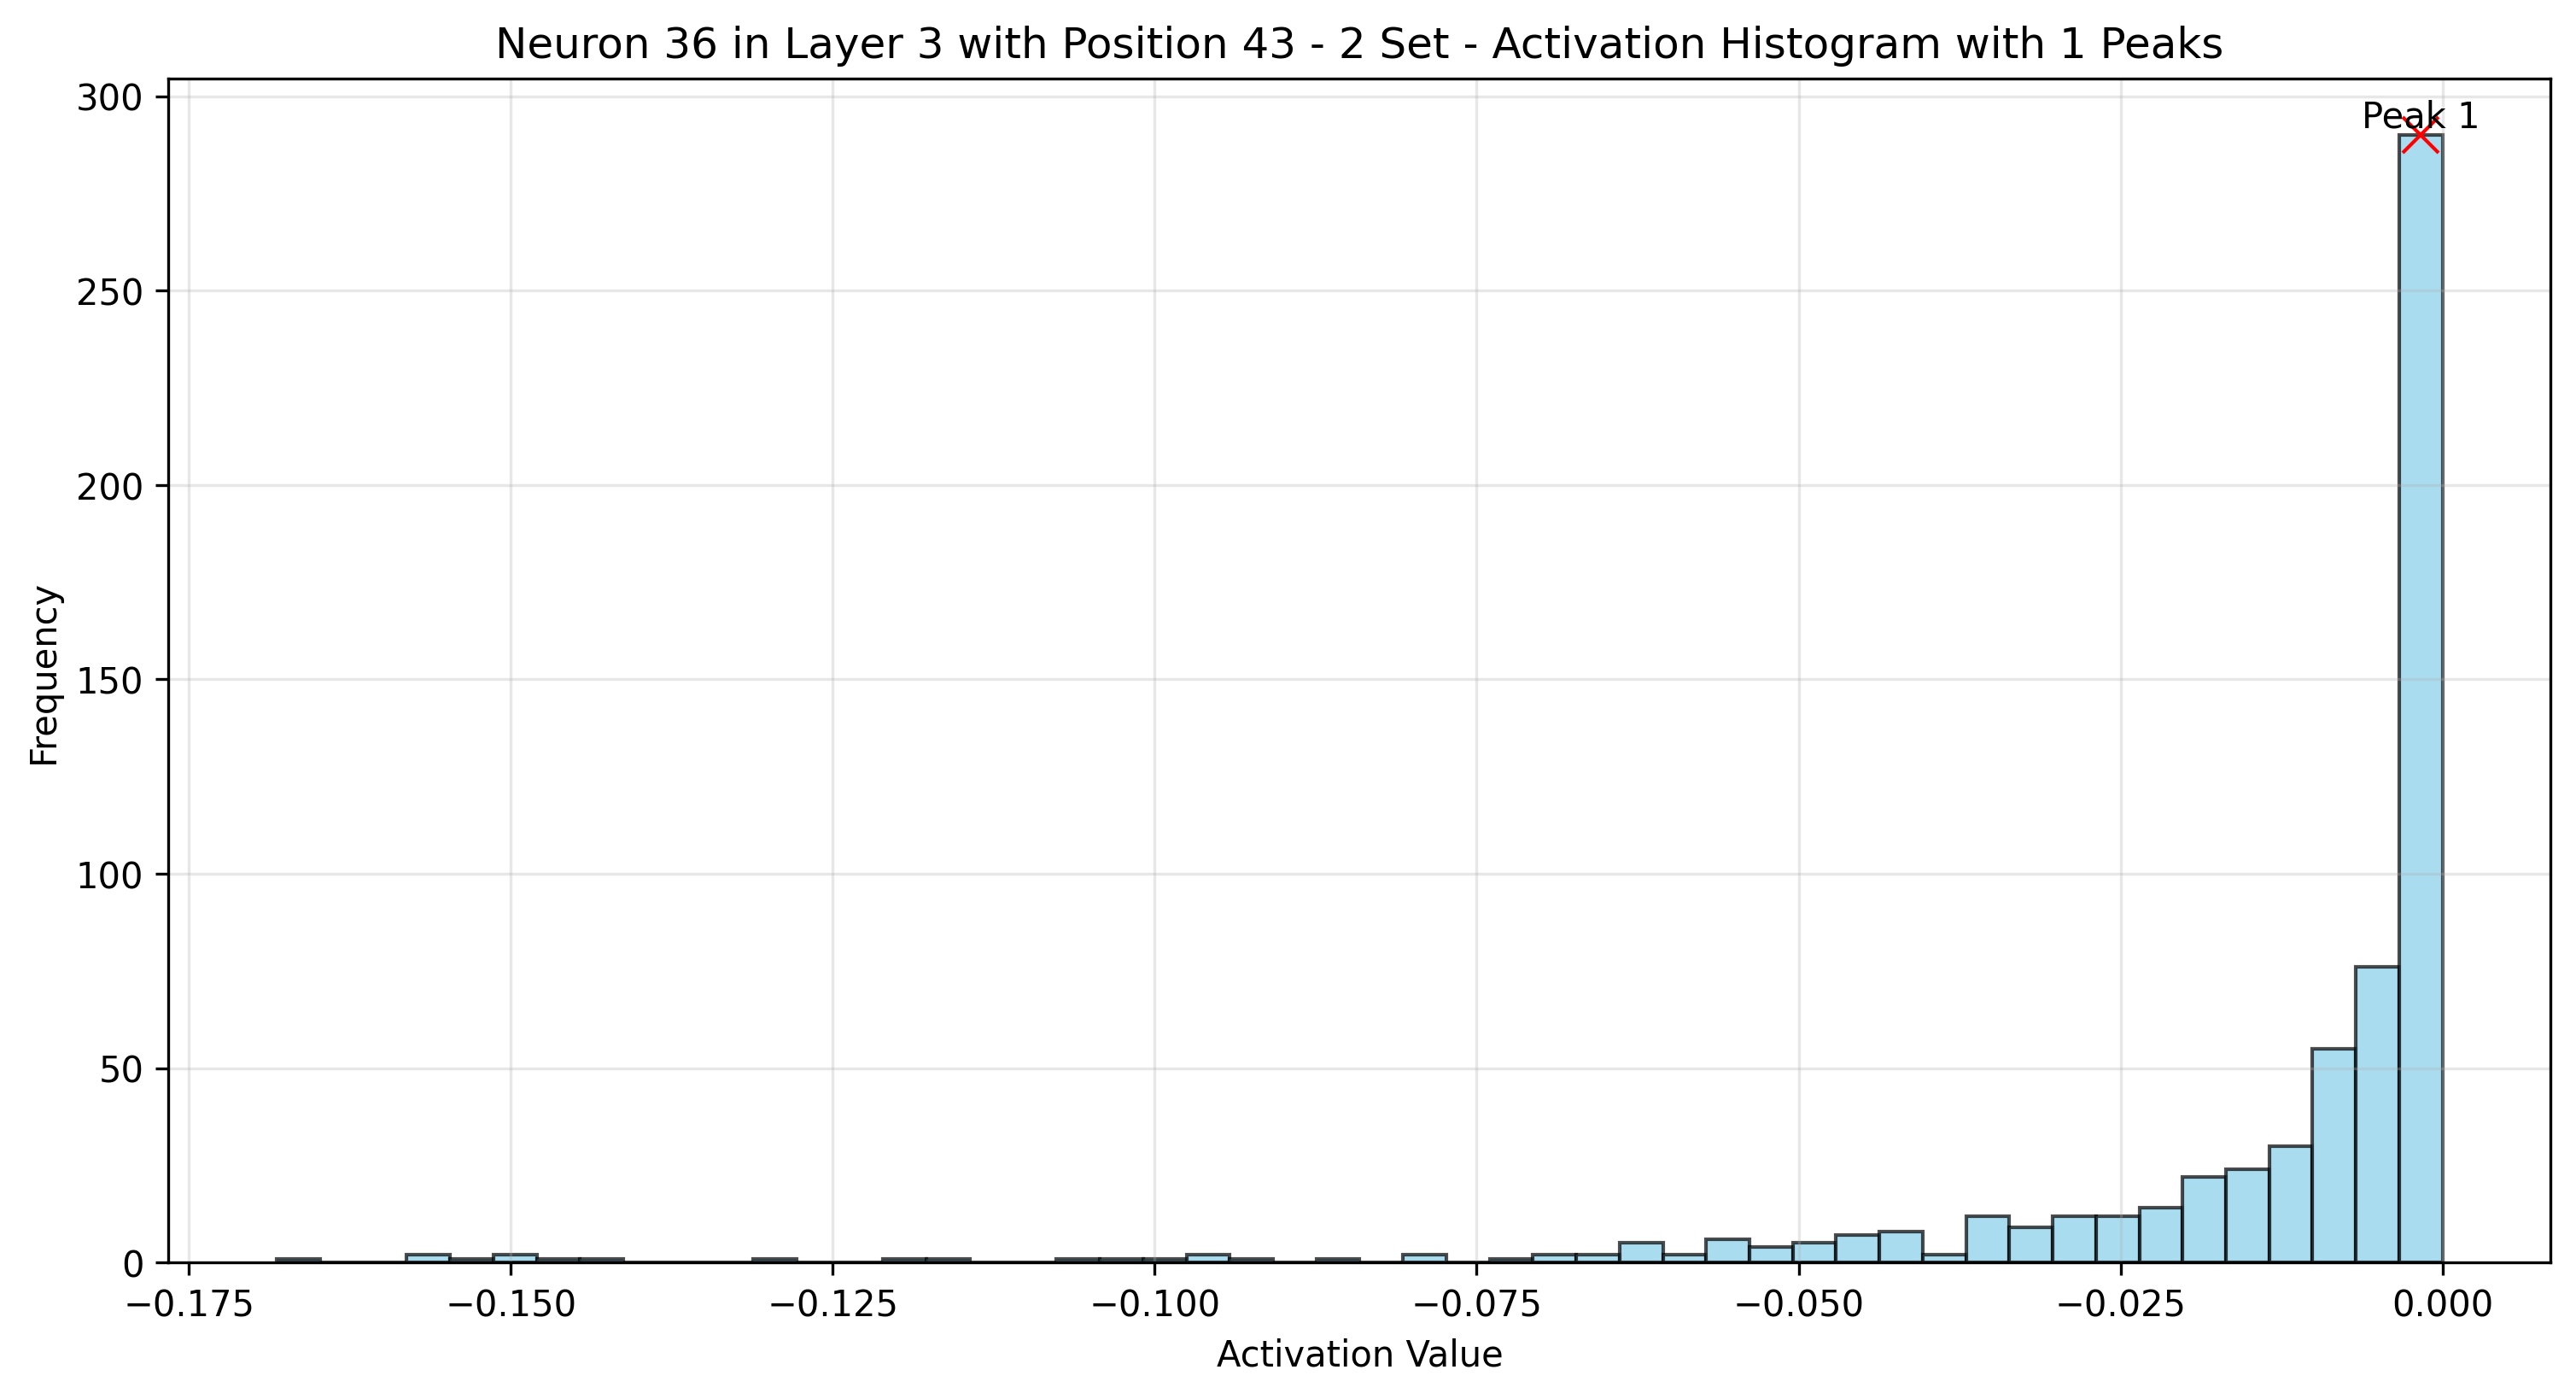 Neuron 36 in Layer 3 with Position 43 - 2 Set - Activation Histogram with 1 Peaks
Peak 1
Frequency
300
250
200
150
100
50
0
−0.175 −0.150 −0.125 −0.100 −0.075 −0.050 −0.025 0.000
Activation Value